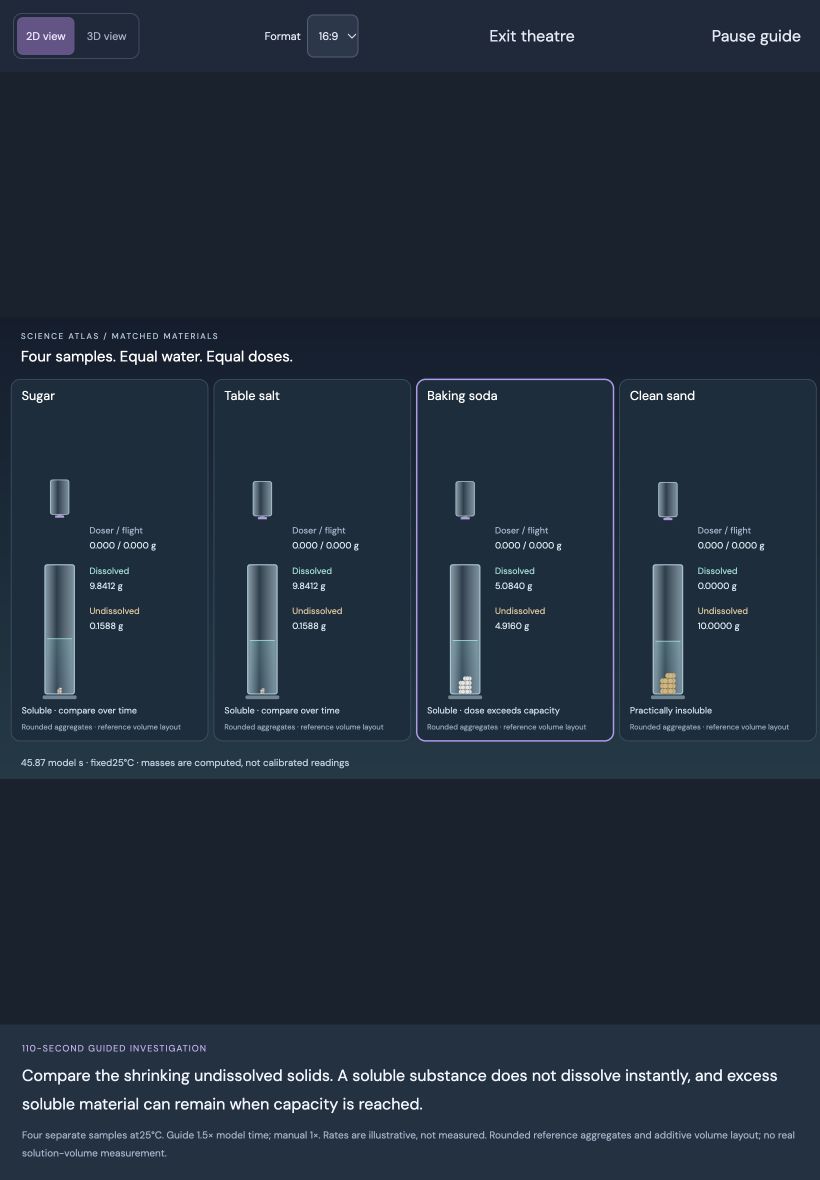 2D view
3D view
Format
16:9
Exit theatre
Pause guide
SCIENCE ATLAS / MATCHED MATERIALS
Four samples. Equal water. Equal doses.
Sugar
Doser / flight
0.000 / 0.000 g
Dissolved
9.8412 g
Undissolved
0.1588 g
Soluble · compare over time
Rounded aggregates · reference volume layout
Table salt
Doser / flight
0.000 / 0.000 g
Dissolved
9.8412 g
Undissolved
0.1588 g
Soluble · compare over time
Rounded aggregates · reference volume layout
Baking soda
Doser / flight
0.000 / 0.000 g
Dissolved
5.0840 g
Undissolved
4.9160 g
Soluble · dose exceeds capacity
Rounded aggregates · reference volume layout
Clean sand
Doser / flight
0.000 / 0.000 g
Dissolved
0.0000 g
Undissolved
10.0000 g
Practically insoluble
Rounded aggregates · reference volume layout
45.87 model s · fixed25°C · masses are computed, not calibrated readings
110-SECOND GUIDED INVESTIGATION
Compare the shrinking undissolved solids. A soluble substance does not dissolve instantly, and excess
soluble material can remain when capacity is reached.
Four separate samples at25°C. Guide 1.5× model time; manual 1×. Rates are illustrative, not measured. Rounded reference aggregates and additive volume layout; no real
solution-volume measurement.